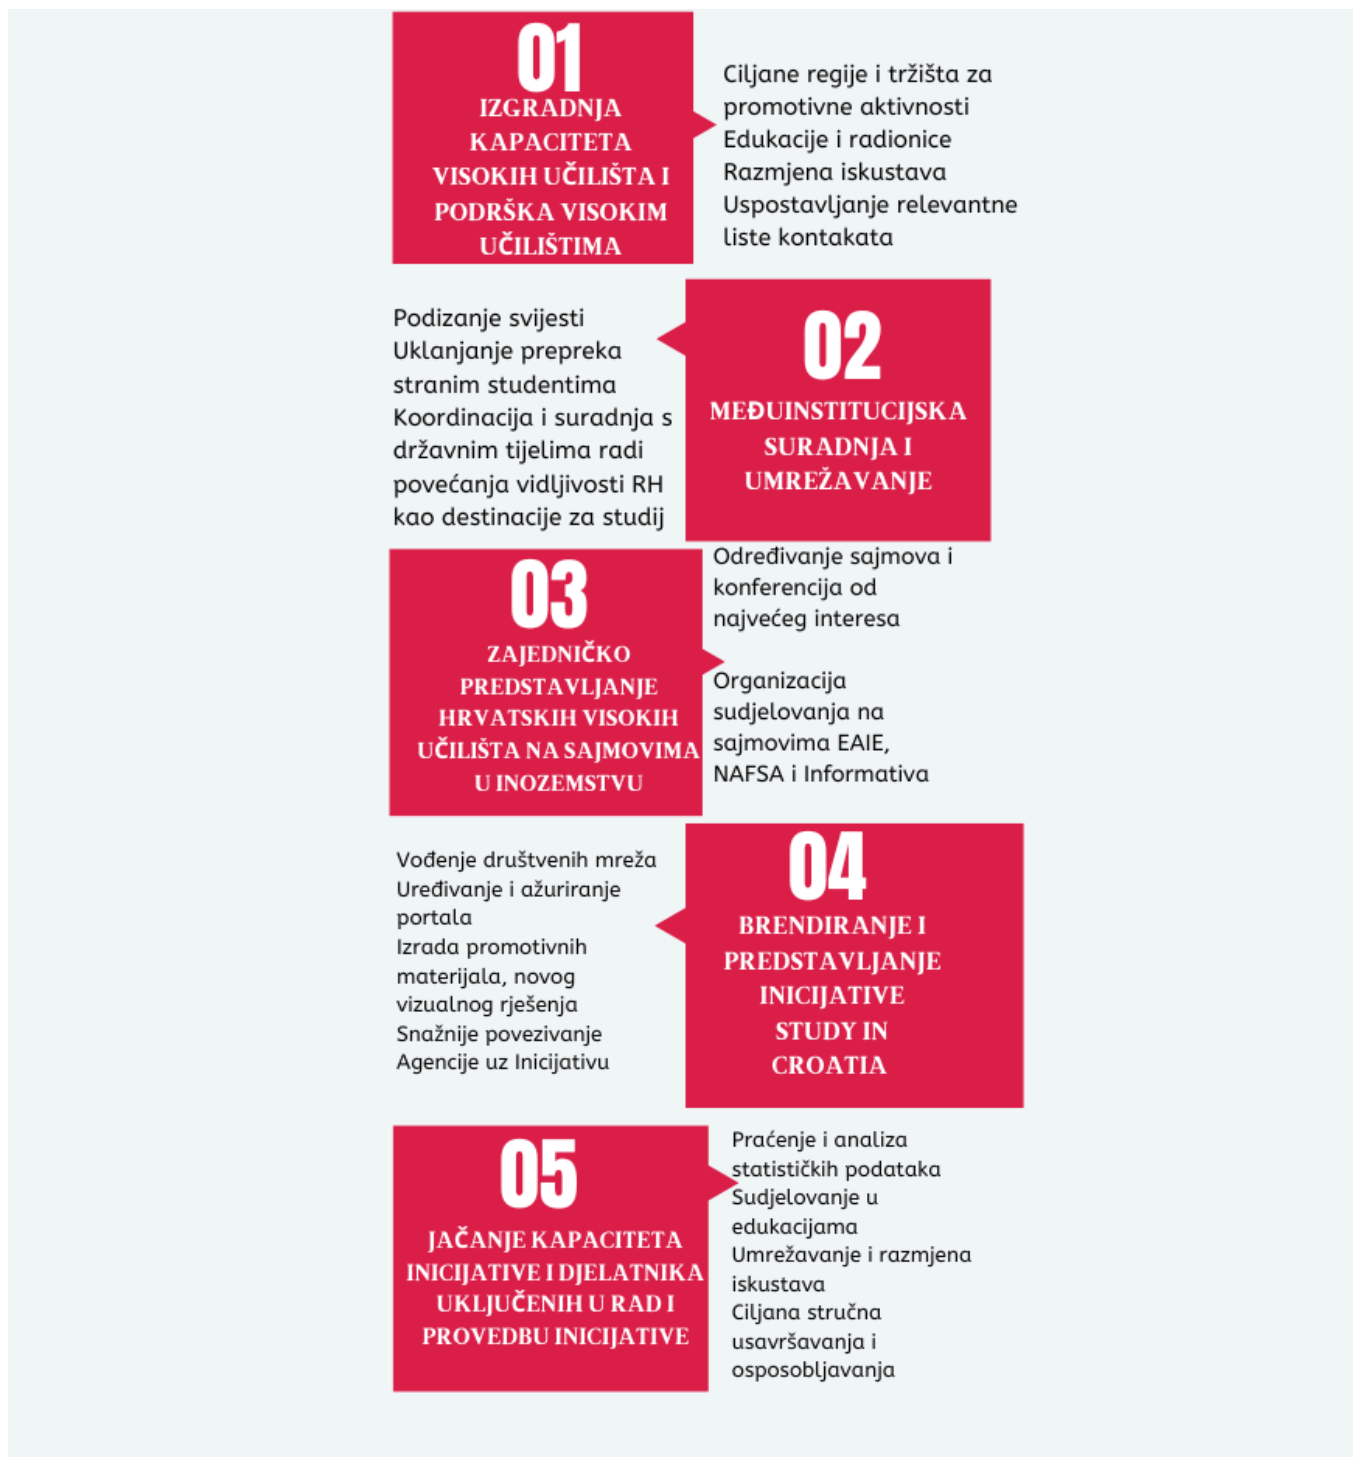 01
IZGRADNJA
KAPACITETA
VISOKIH UČILIŠTA I
PODRŠKA VISOKIM
UČILIŠTIMA
Ciljane regije i tržišta za
promotivne aktivnosti
Edukacije i radionice
Razmjena iskustava
Uspostavljanje relevantne
liste kontakata
02
MEĐUINSTITUCIJSKA
SURADNJA I
UMREŽAVANJE
Podizanje svijesti
Uklanjanje prepreka
stranim studentima
Koordinacija i suradnja s
državnim tijelima radi
povećanja vidljivosti RH
kao destinacije za studij
03
ZAJEDNIČKO
PREDSTAVLJANJE
HRVATSKIH VISOKIH
UČILIŠTA NA SAJMOVIMA
U INOZEMSTVU
Određivanje sajmova i
konferencija od
najvećeg interesa
Organizacija
sudjelovanja na
sajmovima EAIE,
NAFSA i Informativa
04
BRENDIRANJE I
PREDSTAVLJANJE
INICIJATIVE
STUDY IN
CROATIA
Vođenje društvenih mreža
Uređivanje i ažuriranje
portala
Izrada promotivnih
materijala, novog
vizualnog rješenja
Snažnije povezivanje
Agencije uz Inicijativu
05
JAČANJE KAPACITETA
INICIJATIVE I DJELATNIKA
UKLJUČENIH U RAD I
PROVEDBU INICIJATIVE
Praćenje i analiza
statističkih podataka
Sudjelovanje u
edukacijama
Umrežavanje i razmjena
iskustava
Ciljana stručna
usavršavanja i
osposobljavanja